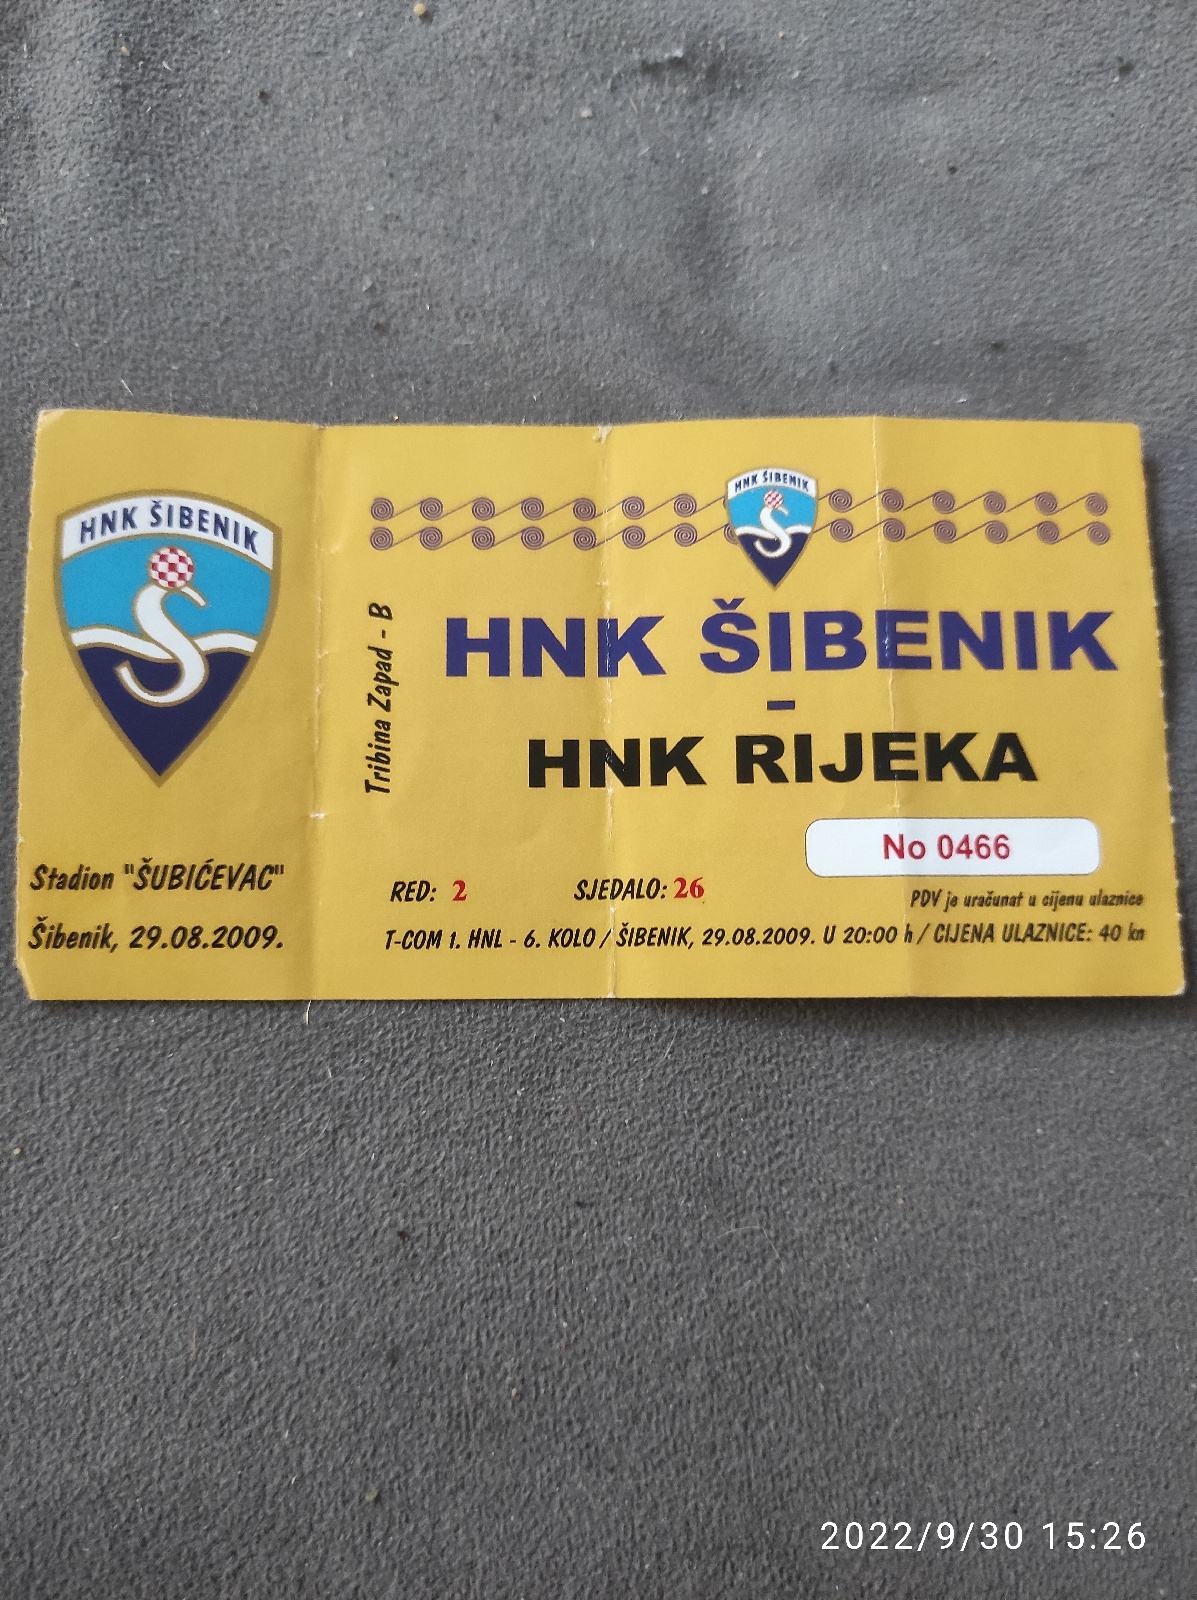 HNK ŠIBENIK
Stadion "ŠUBIĆEVAC"
Šibenik, 29.08.2009.
Tribina Zapad - B
HNK ŠIBENIK
HNK ŠIBENIK
-
HNK RIJEKA
No 0466
RED: 2 SJEDALO: 26
PDV je uračunat u cijenu ulaznice
T-COM 1. HNL - 6. KOLO / ŠIBENIK, 29.08.2009. U 20:00 h / CIJENA ULAZNICE: 40 kn
2022/9/30 15:26